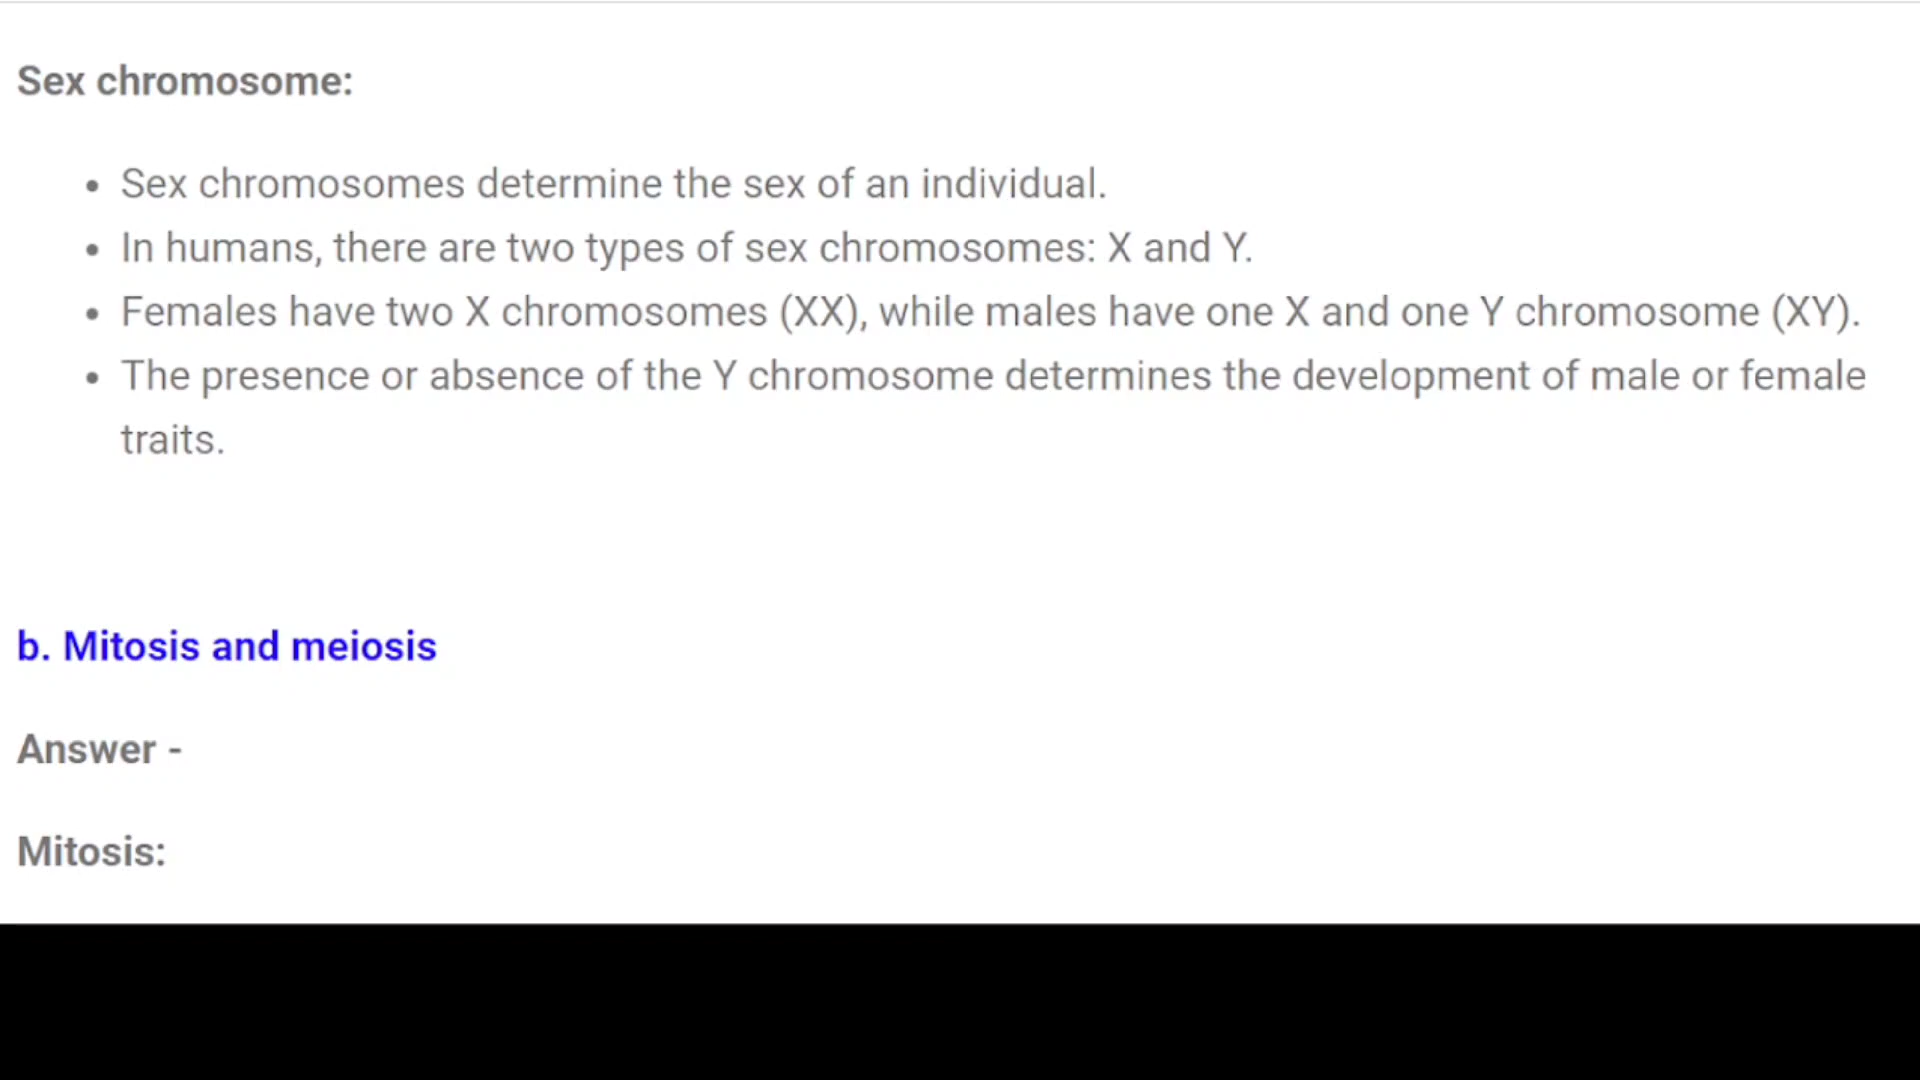 Sex chromosome:
• Sex chromosomes determine the sex of an individual.
• In humans, there are two types of sex chromosomes: X and Y.
• Females have two X chromosomes (XX), while males have one X and one Y chromosome (XY).
• The presence or absence of the Y chromosome determines the development of male or female
traits.
b. Mitosis and meiosis
Answer -
Mitosis: